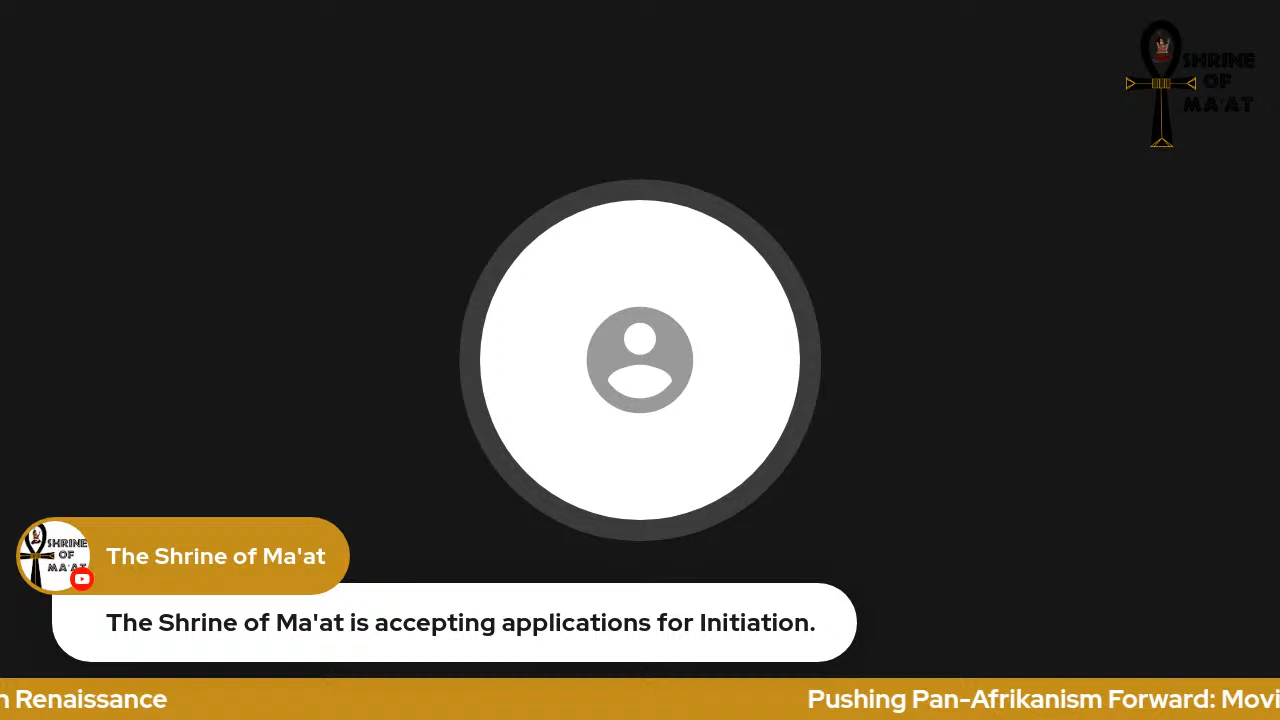 SHRINE
OF
MA'AT
The Shrine of Ma'at
SHRINE
OF
MA'AT
The Shrine of Ma'at is accepting applications for Initiation.
n Renaissance
Pushing Pan-Afrikanism Forward: Movi